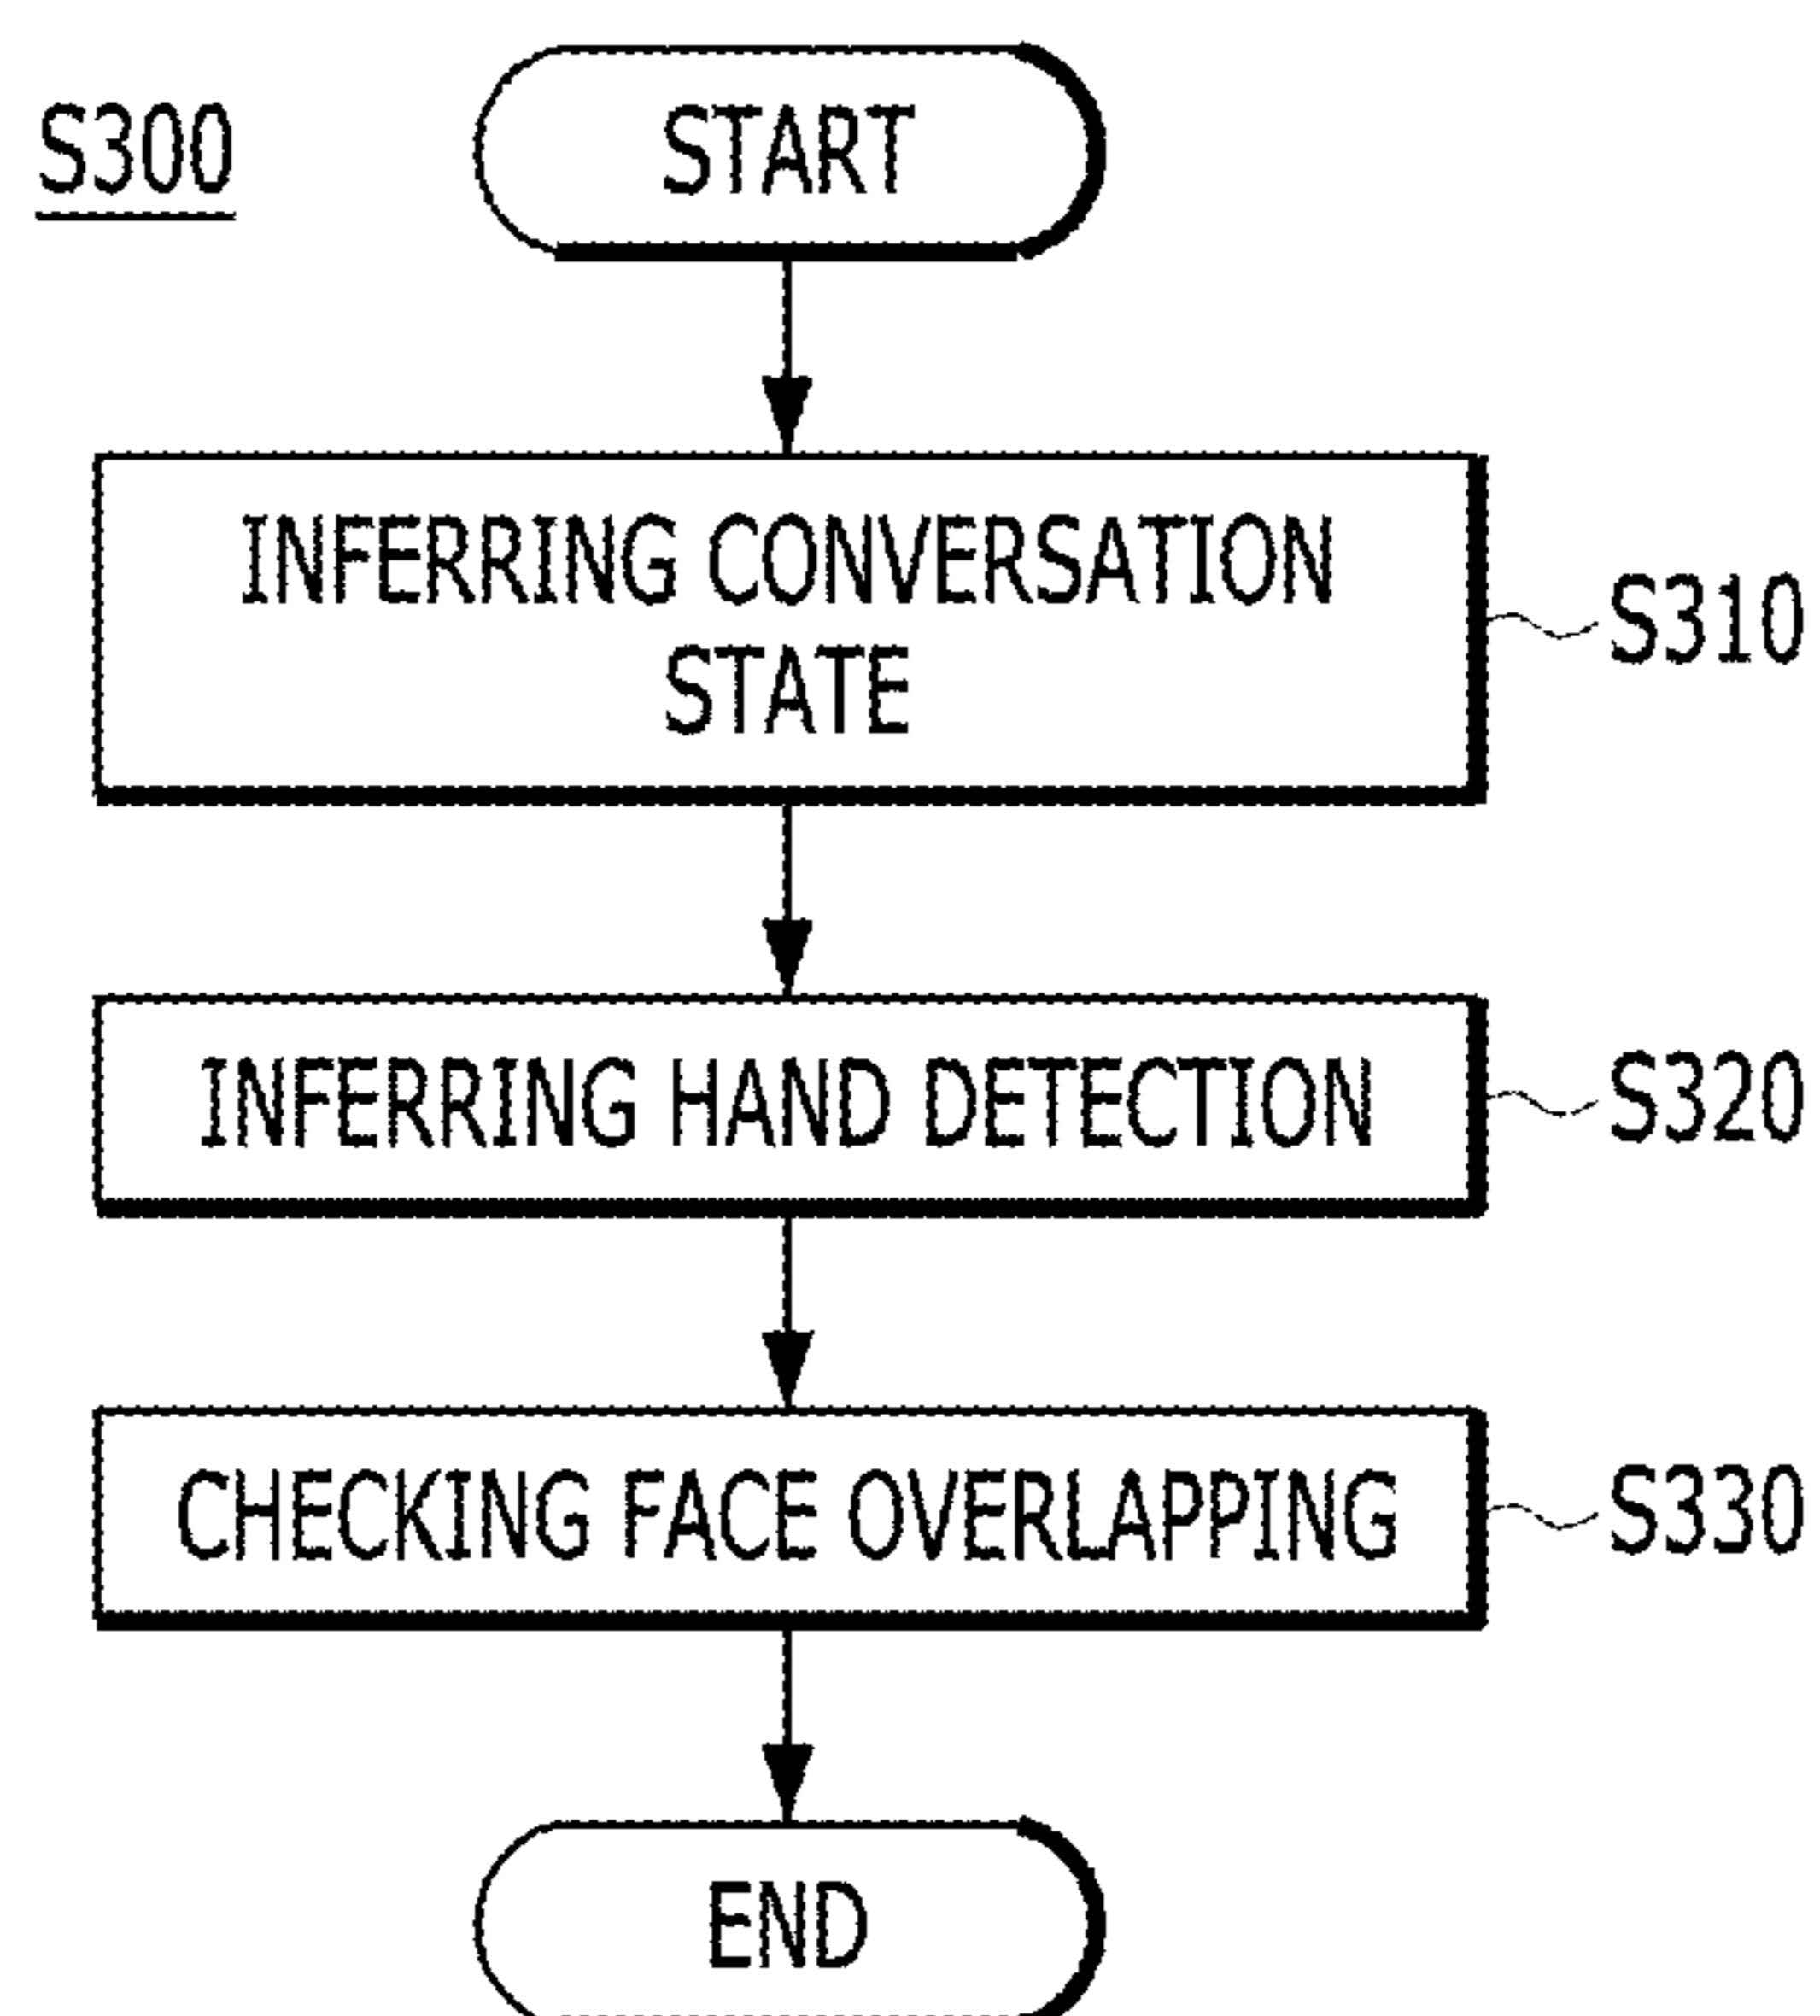 S300
START
INFERRING CONVERSATION
STATE
S310
INFERRING HAND DETECTION
S320
CHECKING FACE OVERLAPPING
S330
END